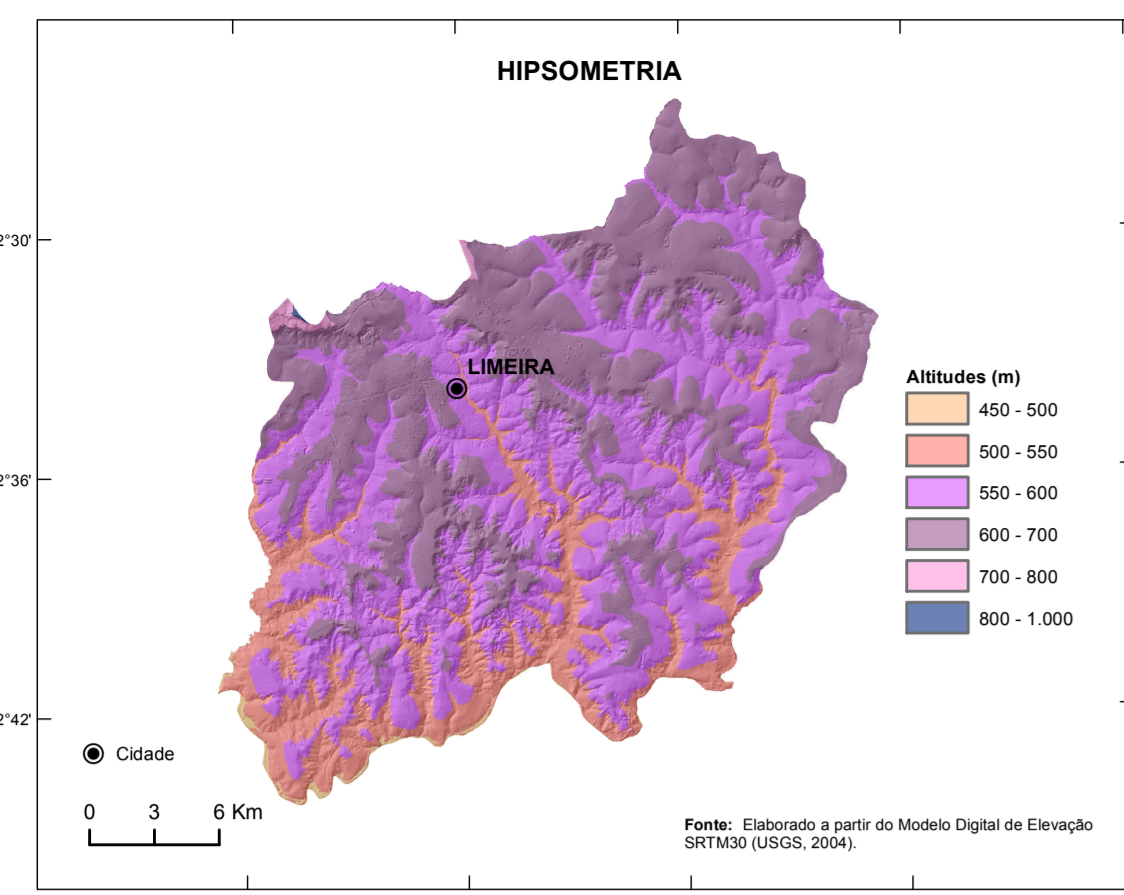 HIPSOMETRIA
2°30'
LIMEIRA
Altitudes (m)
450 - 500
500 - 550
2°36'
550 - 600
600 - 700
700 - 800
800 - 1.000
2°42'
Cidade
0 3 6 Km
Fonte: Elaborado a partir do Modelo Digital de Elevação
SRTM30 (USGS, 2004).